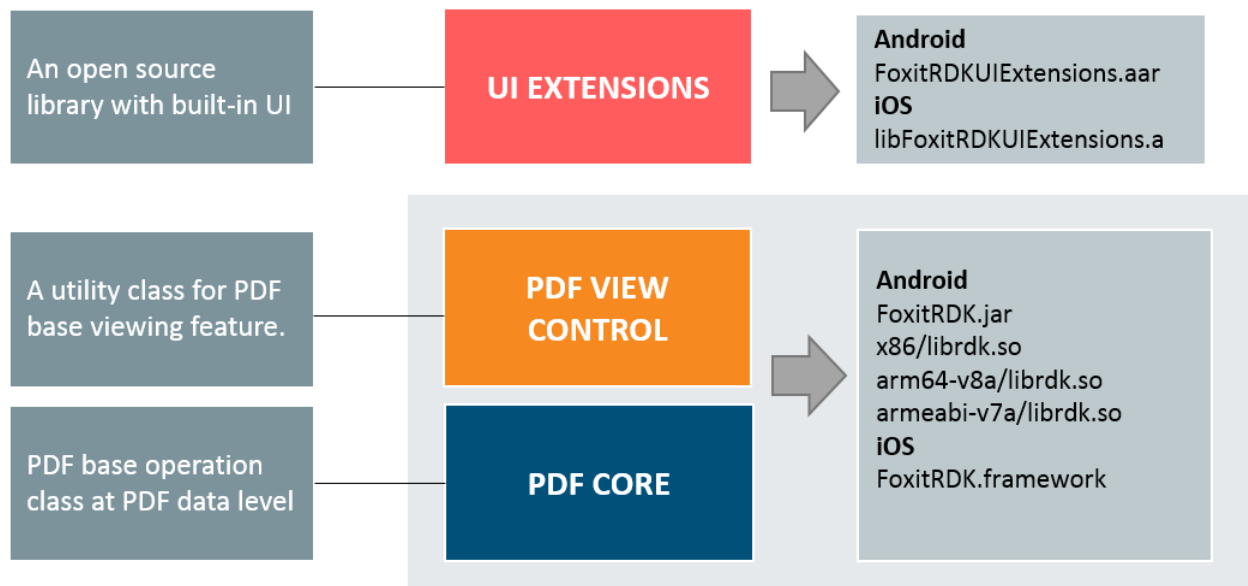 An open source
library with built-in UI
UI EXTENSIONS
Android
FoxitRDKUIExtensions.aar
iOS
libFoxitRDKUIExtensions.a
A utility class for PDF
base viewing feature.
PDF VIEW
CONTROL
PDF base operation
class at PDF data level
PDF CORE
Android
FoxitRDK.jar
x86/librdk.so
arm64-v8a/librdk.so
armeabi-v7a/librdk.so
iOS
FoxitRDK.framework